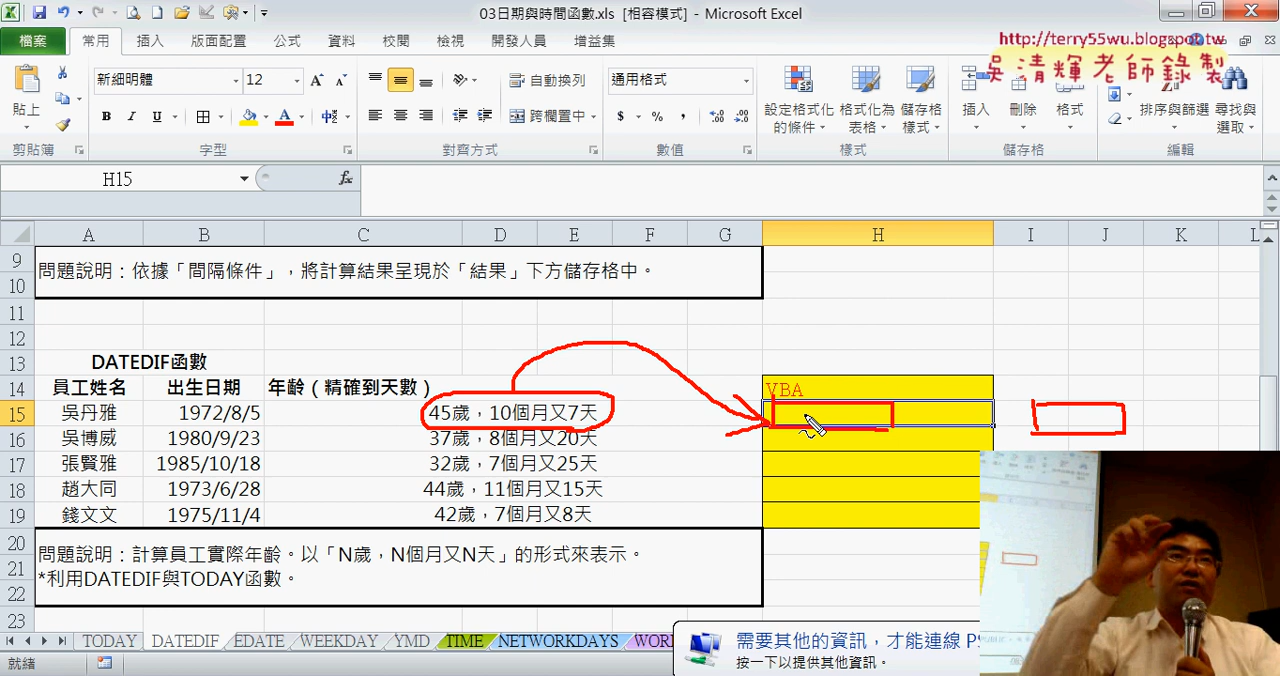 03日期與時間函數.xls [相容模式] - Microsoft Excel
檔案 常用 插入 版面配置 公式 資料 校閱 檢視 開發人員 增益集
http://terry55wu.blogspot.tw
吳清輝老師錄製
新細明體 12 自動換列 通用格式
貼上 B I U A 跨欄置中 $ % , 設定格式化的條件 格式化為表格 儲存格樣式 插入 刪除 格式 排序與篩選 尋找與選取
剪貼簿 字型 對齊方式 數值 樣式 儲存格 編輯
H15 fx
A B C D E F G H I J K L
9 問題說明：依據「間隔條件」，將計算結果呈現於「結果」下方儲存格中。
10
11
12
13 DATEDIF函數
14 員工姓名 出生日期 年齡（精確到天數） VBA
15 吳丹雅 1972/8/5 45歲，10個月又7天
16 吳博威 1980/9/23 37歲，8個月又20天
17 張賢雅 1985/10/18 32歲，7個月又25天
18 趙大同 1973/6/28 44歲，11個月又15天
19 錢文文 1975/11/4 42歲，7個月又8天
20
21 問題說明：計算員工實際年齡。以「N歲，N個月又N天」的形式來表示。
22 *利用DATEDIF與TODAY函數。
23
TODAY DATEDIF EDATE WEEKDAY YMD TIME NETWORKDAYS WORK
需要其他的資訊，才能連線
按一下以提供其他資訊。
就緒